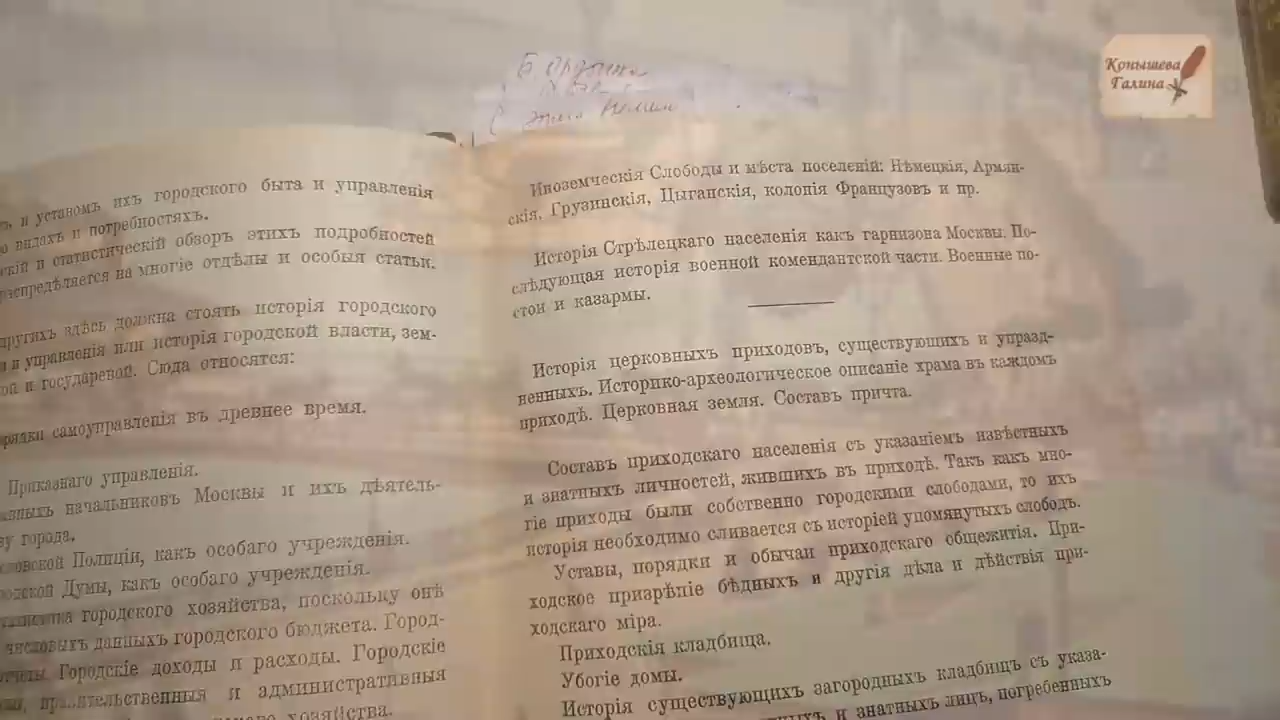 Конышева
Галина
Б. Ордынка
и уставомъ ихъ городского быта и управленія
видахъ и потребностяхъ.
и статистическій обзоръ этихъ подробностей
распредѣляется на многіе отдѣлы и особыя статьи.
другихъ здѣсь должна стоять исторія городского
и управленія или исторія городской власти, зем-
ой и государевой. Сюда относятся:
самоуправленія въ древнее время.
Приказнаго управленія.
начальниковъ Москвы и ихъ дѣятель-
города.
Полиціи, какъ особаго учрежденія.
Думы, какъ особаго учрежденія.
городского хозяйства, поскольку онѣ
числовыхъ данныхъ городского бюджета. Город-
Городскіе доходы и расходы. Городскіе
правительственныя и административныя
хозяйства.
Иноземческія Слободы и мѣста поселеній: Нѣмецкія, Армян-
скія, Грузинскія, Цыганскія, колонія Французовъ и пр.
Исторія Стрѣлецкаго населенія какъ гарнизона Москвы. По-
слѣдующая исторія военной комендантской части. Военные по-
стои и казармы.
Исторія церковныхъ приходовъ, существующихъ и упразд-
ненныхъ. Историко-археологическое описаніе храма въ каждомъ
приходѣ. Церковная земля. Составъ причта.
Составъ приходскаго населенія съ указаніемъ извѣстныхъ
и знатныхъ личностей, жившихъ въ приходѣ. Такъ какъ мно-
гіе приходы были собственно городскими слободами, то ихъ
исторія необходимо сливается съ исторіей упомянутыхъ слободъ.
Уставы, порядки и обычаи приходскаго общежитія. При-
ходское призрѣніе бѣдныхъ и другія дѣла и дѣйствія при-
ходскаго міра.
Приходскія кладбища.
Убогіе домы.
Исторія существующихъ загородныхъ кладбищъ съ указа-
и знатныхъ лицъ, погребенныхъ